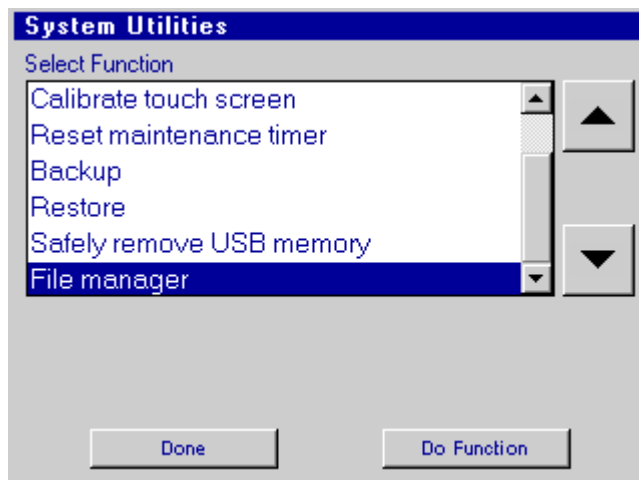 System Utilities
Select Function
Calibrate touch screen
Reset maintenance timer
Backup
Restore
Safely remove USB memory
File manager
Done
Do Function